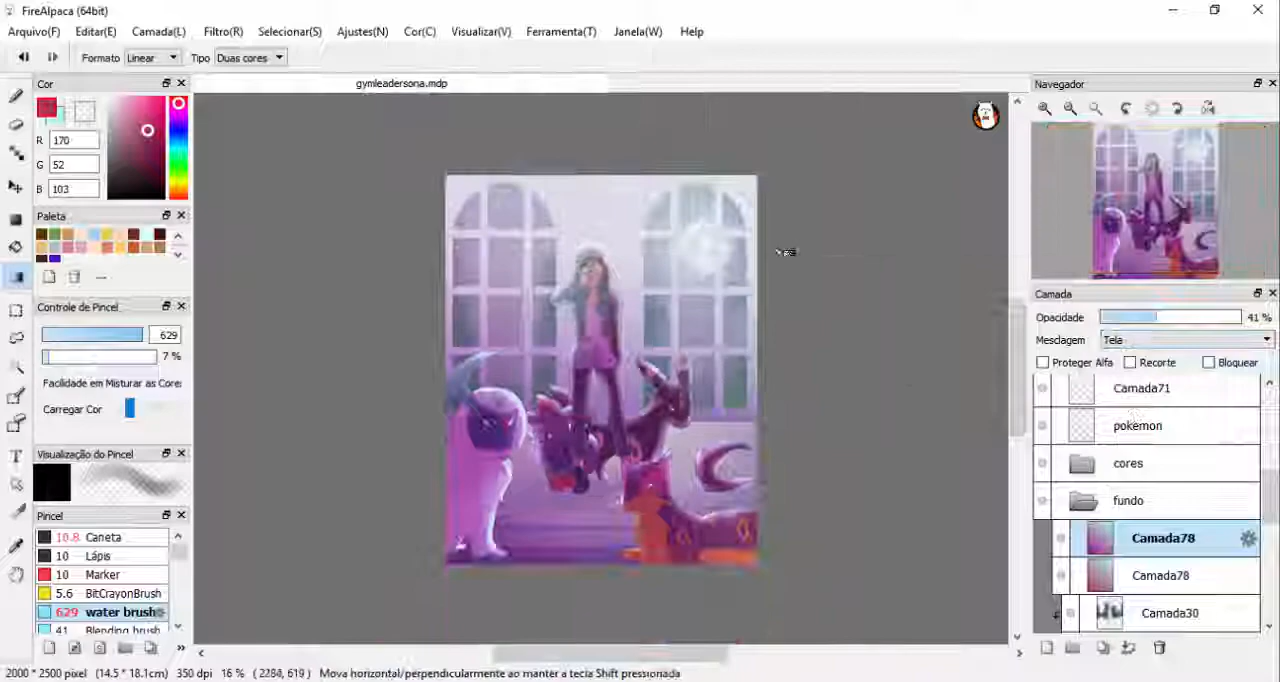 FireAlpaca (64bit)
Arquivo(F) Editar(E) Camada(L) Filtro(R) Selecionar(S) Ajustes(N) Cor(C) Visualizar(V) Ferramenta(T) Janela(W) Help
Formato Linear Tipo Duas cores
Cor
gymleadersona.mdp
Navegador
R 170
G 52
B 103
Paleta
Camada
Controle de Pincel
Opacidade 41 %
629
Mesclagem Tela
7 %
Proteger Alfa Recorte Bloquear
Facilidade em Misturar as Core
Camada71
Carregar Cor
pokemon
Visualização do Pincel
cores
fundo
Pincel
10.8 Caneta
Camada78
10 Lápis
10 Marker
Camada78
5.6 BitCrayonBrush
629 water brush
Camada30
41 Blending brush
2000 * 2500 pixel (14.5 * 18.1cm) 350 dpi 16 % ( 2284, 619 ) Mova horizontal/perpendicularmente ao manter a tecla Shift pressionada